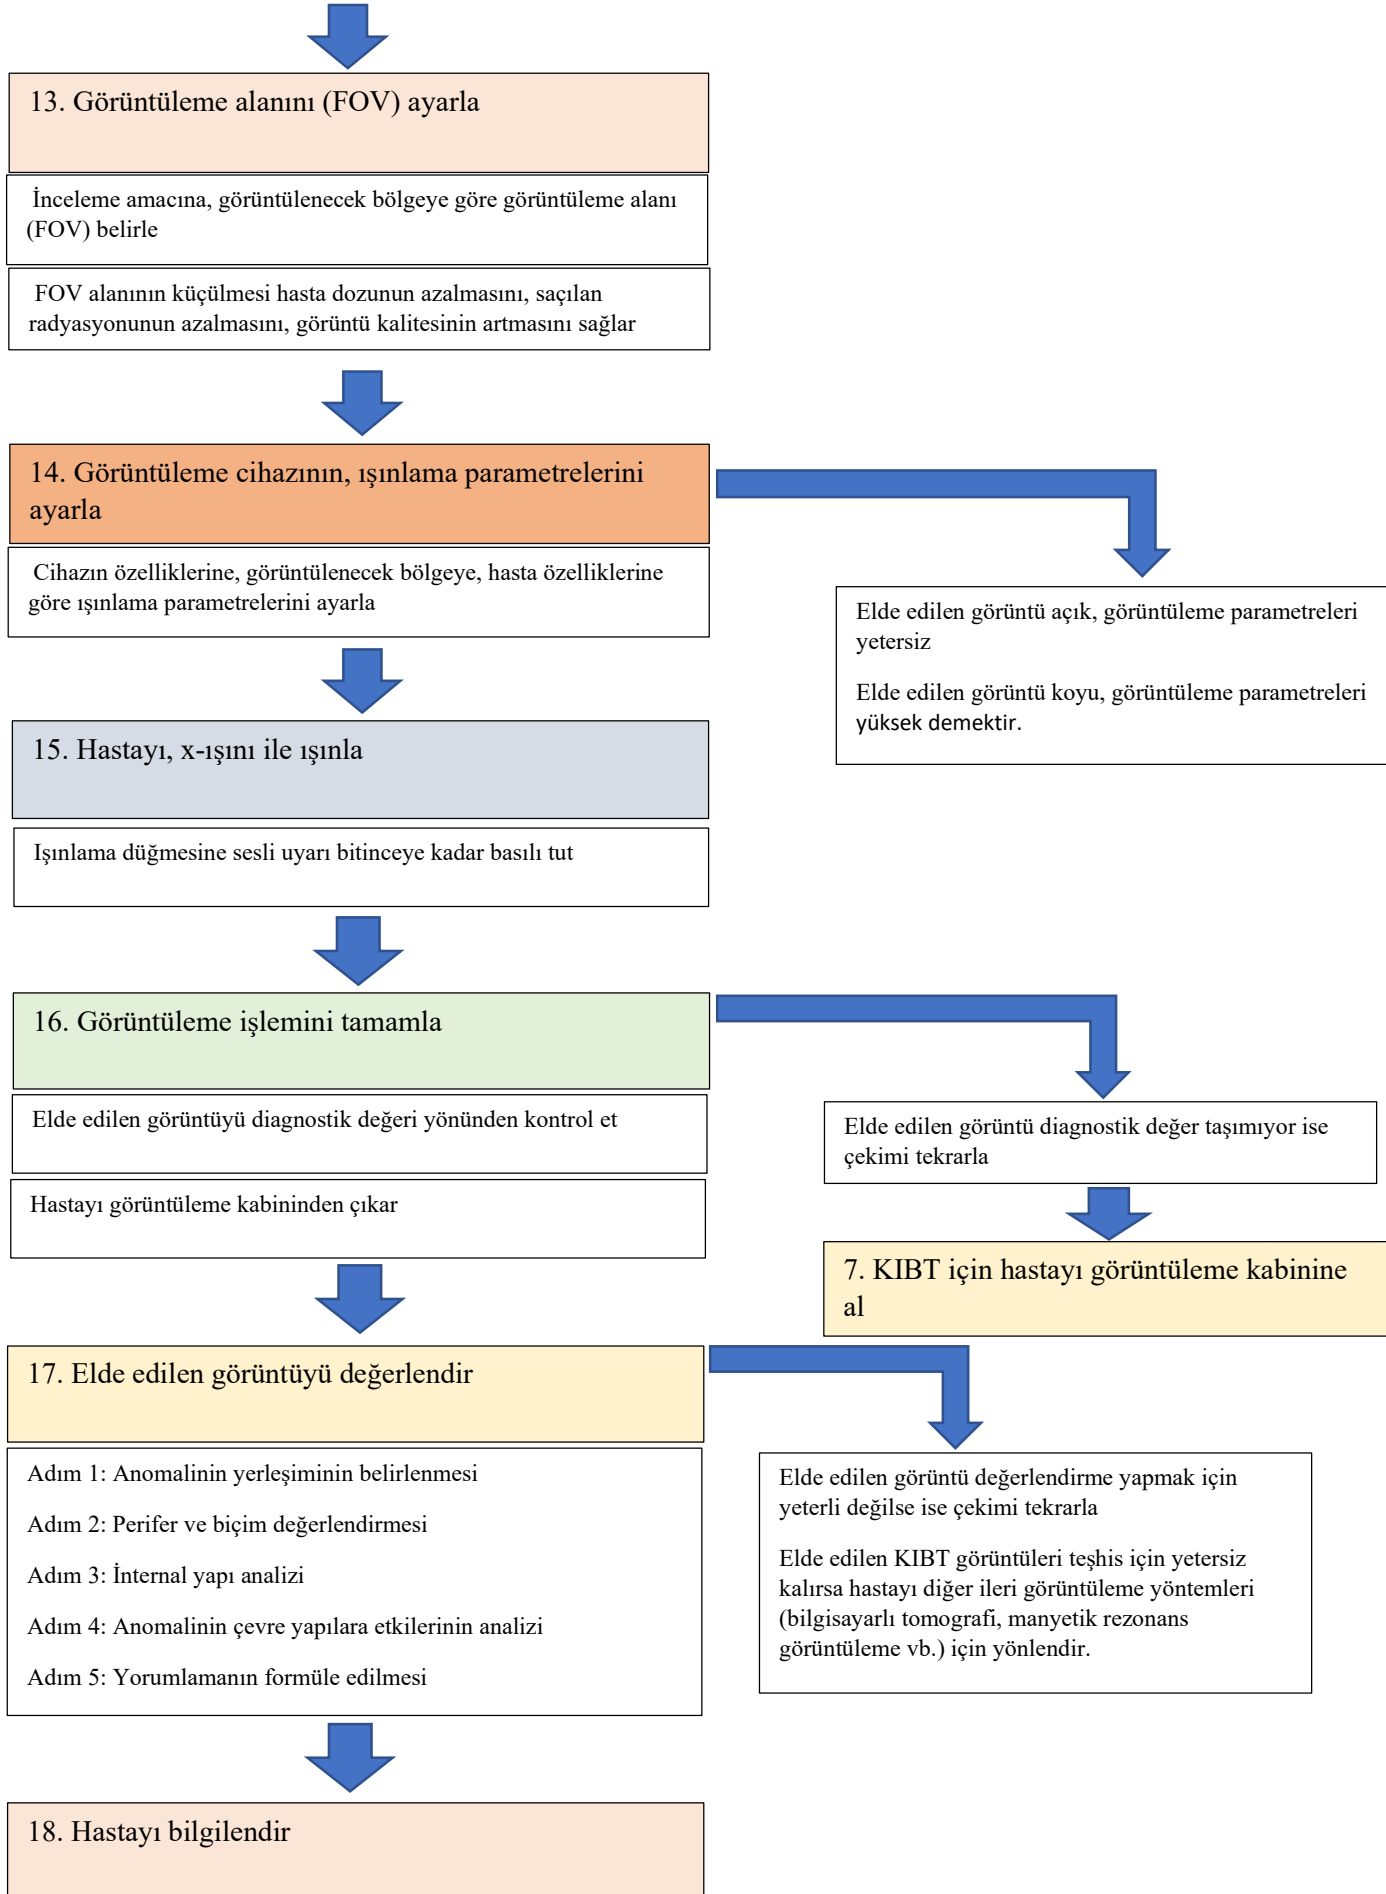 13. Görüntüleme alanını (FOV) ayarla
İnceleme amacına, görüntülenecek bölgeye göre görüntüleme alanı
(FOV) belirle
FOV alanının küçülmesi hasta dozunun azalmasını, saçılan
radyasyonunun azalmasını, görüntü kalitesinin artmasını sağlar
14. Görüntüleme cihazının, ışınlama parametrelerini
ayarla
Cihazın özelliklerine, görüntülenecek bölgeye, hasta özelliklerine
göre ışınlama parametrelerini ayarla
Elde edilen görüntü açık, görüntüleme parametreleri
yetersiz
Elde edilen görüntü koyu, görüntüleme parametreleri
yüksek demektir.
15. Hastayı, x-ışını ile ışınla
Işınlama düğmesine sesli uyarı bitinceye kadar basılı tut
16. Görüntüleme işlemini tamamla
Elde edilen görüntüyü diagnostik değeri yönünden kontrol et
Hastayı görüntüleme kabininden çıkar
Elde edilen görüntü diagnostik değer taşımıyor ise
çekimi tekrarla
7. KIBT için hastayı görüntüleme kabinine
al
17. Elde edilen görüntüyü değerlendir
Adım 1: Anomalinin yerleşiminin belirlenmesi
Adım 2: Perifer ve biçim değerlendirmesi
Adım 3: İnternal yapı analizi
Adım 4: Anomalinin çevre yapılara etkilerinin analizi
Adım 5: Yorumlamanın formüle edilmesi
Elde edilen görüntü değerlendirme yapmak için
yeterli değilse ise çekimi tekrarla
Elde edilen KIBT görüntüleri teşhis için yetersiz
kalırsa hastayı diğer ileri görüntüleme yöntemleri
(bilgisayarlı tomografi, manyetik rezonans
görüntüleme vb.) için yönlendir.
18. Hastayı bilgilendir